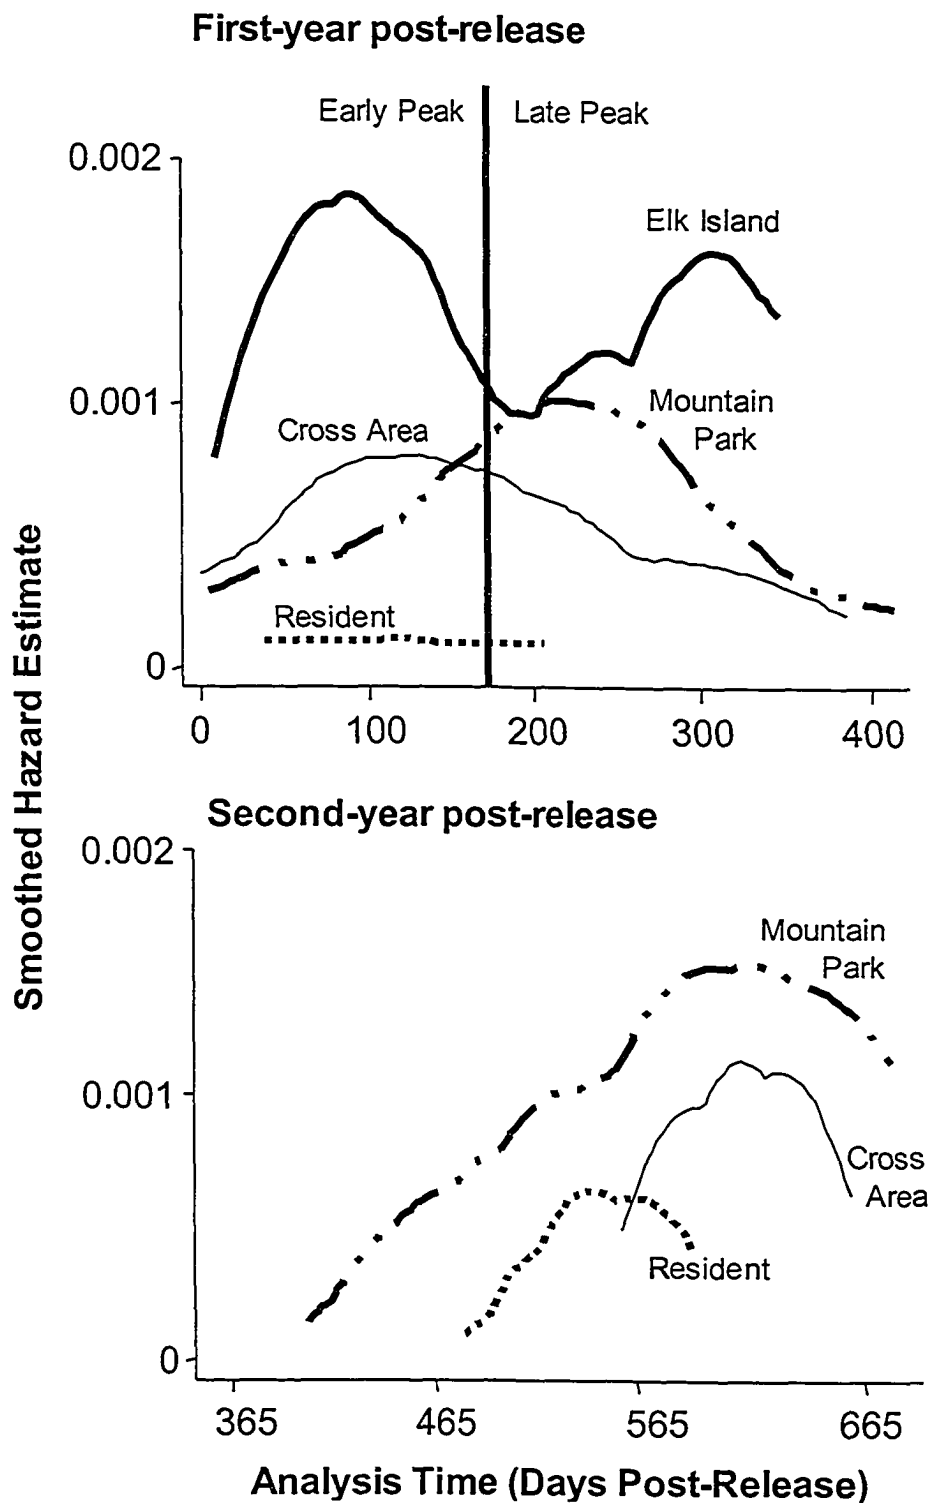 First-year post-release
Early Peak
Late Peak
0.002
Elk Island
0.001
Mountain
Park
Cross Area
Resident
0
0
100
200
300
400
Smoothed Hazard Estimate
Second-year post-release
0.002
Mountain
Park
0.001
Cross
Area
Resident
0
365
465
565
665
Analysis Time (Days Post-Release)